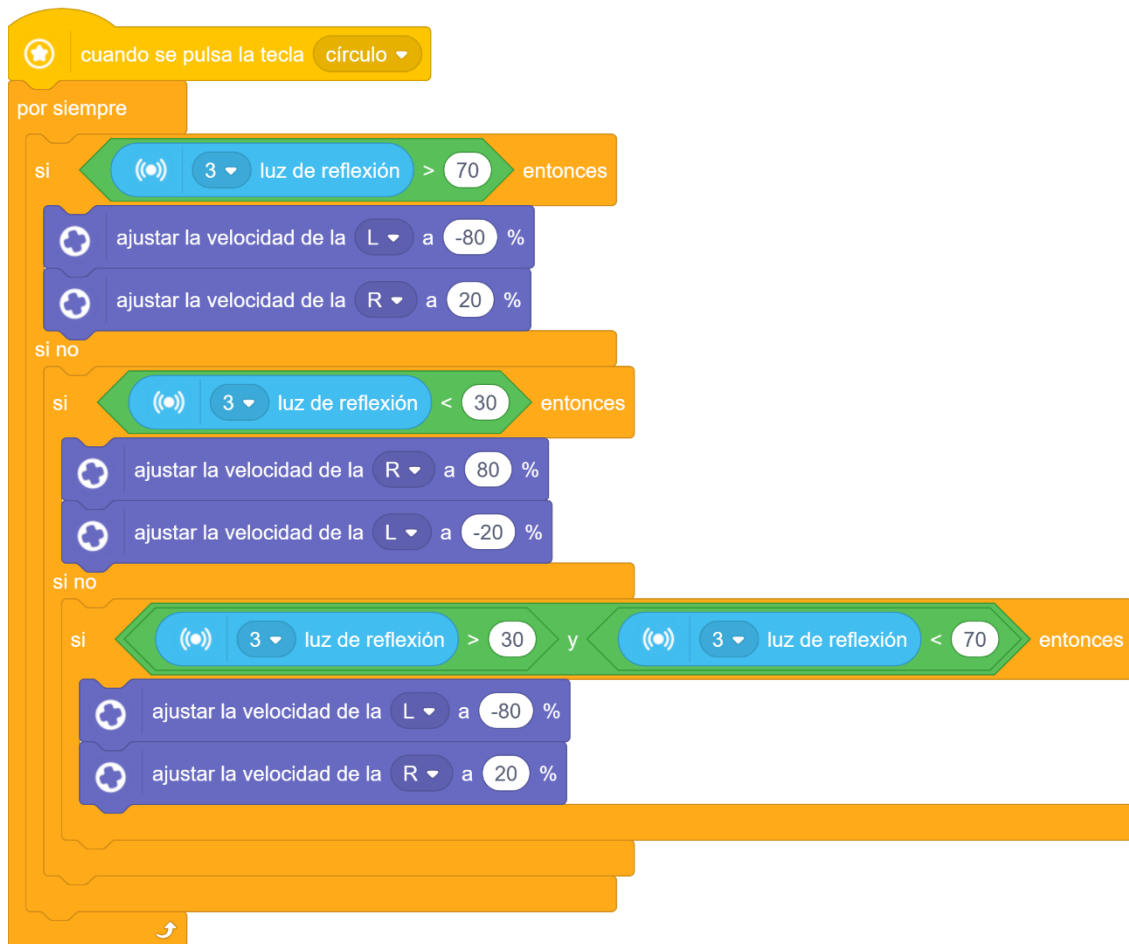 cuando se pulsa la tecla círculo
por siempre
si 3 luz de reflexión > 70 entonces
ajustar la velocidad de la L a -80 %
ajustar la velocidad de la R a 20 %
si no
si 3 luz de reflexión < 30 entonces
ajustar la velocidad de la R a 80 %
ajustar la velocidad de la L a -20 %
si no
si 3 luz de reflexión > 30 y 3 luz de reflexión < 70 entonces
ajustar la velocidad de la L a -80 %
ajustar la velocidad de la R a 20 %